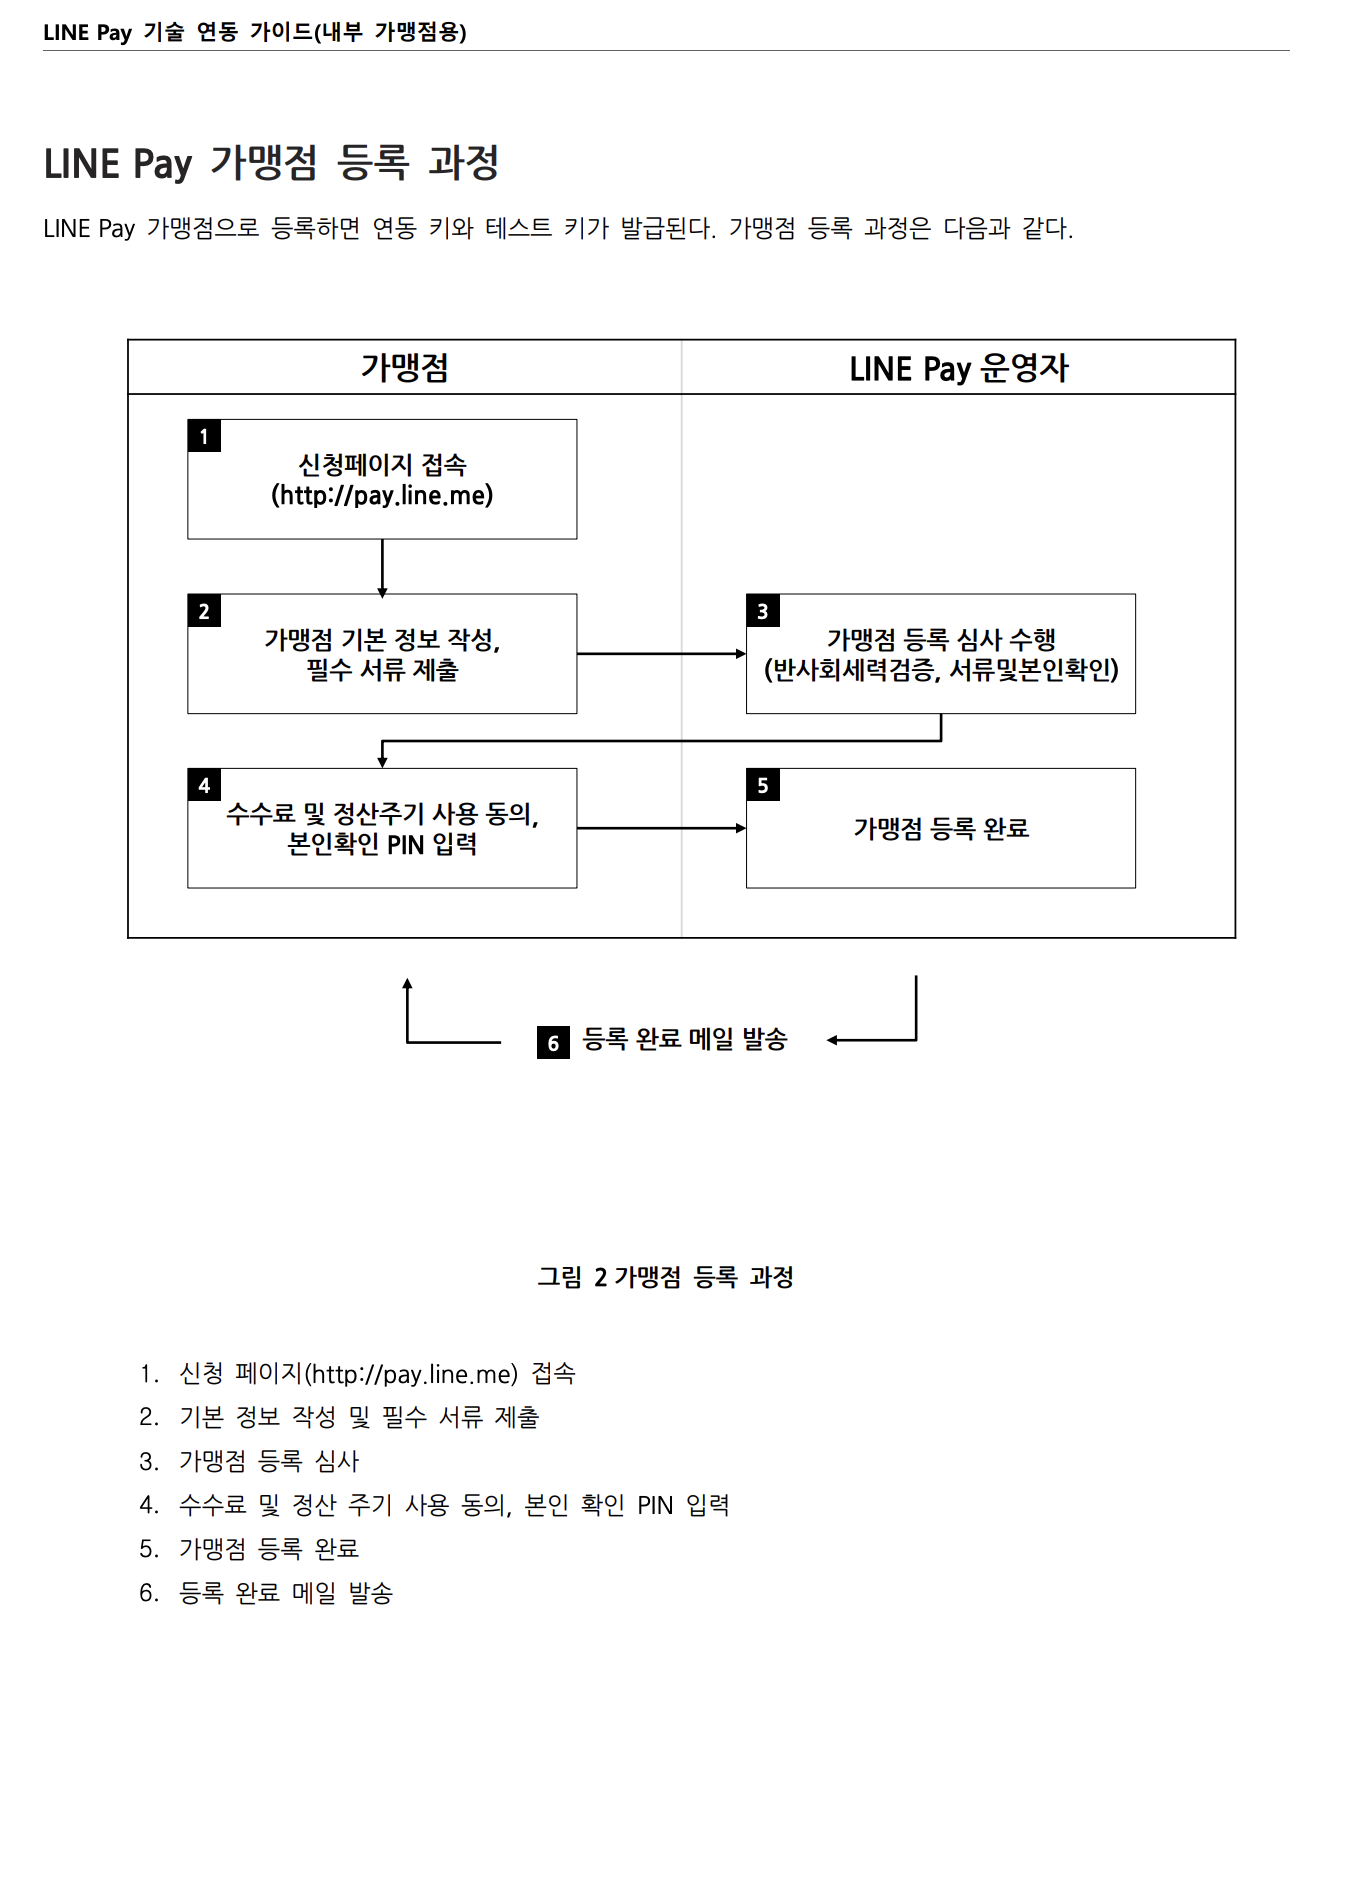 LINE Pay 기술 연동 가이드(내부 가맹점용)
LINE Pay 가맹점 등록 과정
LINE Pay 가맹점으로 등록하면 연동 키와 테스트 키가 발급된다. 가맹점 등록 과정은 다음과 같다.
가맹점
LINE Pay 운영자
1
신청페이지 접속
(http://pay.line.me)
2
가맹점 기본 정보 작성,
필수 서류 제출
3
가맹점 등록 심사 수행
(반사회세력검증, 서류및본인확인)
4
수수료 및 정산주기 사용 동의,
본인확인 PIN 입력
5
가맹점 등록 완료
6 등록 완료 메일 발송
그림 2 가맹점 등록 과정
1. 신청 페이지(http://pay.line.me) 접속
2. 기본 정보 작성 및 필수 서류 제출
3. 가맹점 등록 심사
4. 수수료 및 정산 주기 사용 동의, 본인 확인 PIN 입력
5. 가맹점 등록 완료
6. 등록 완료 메일 발송